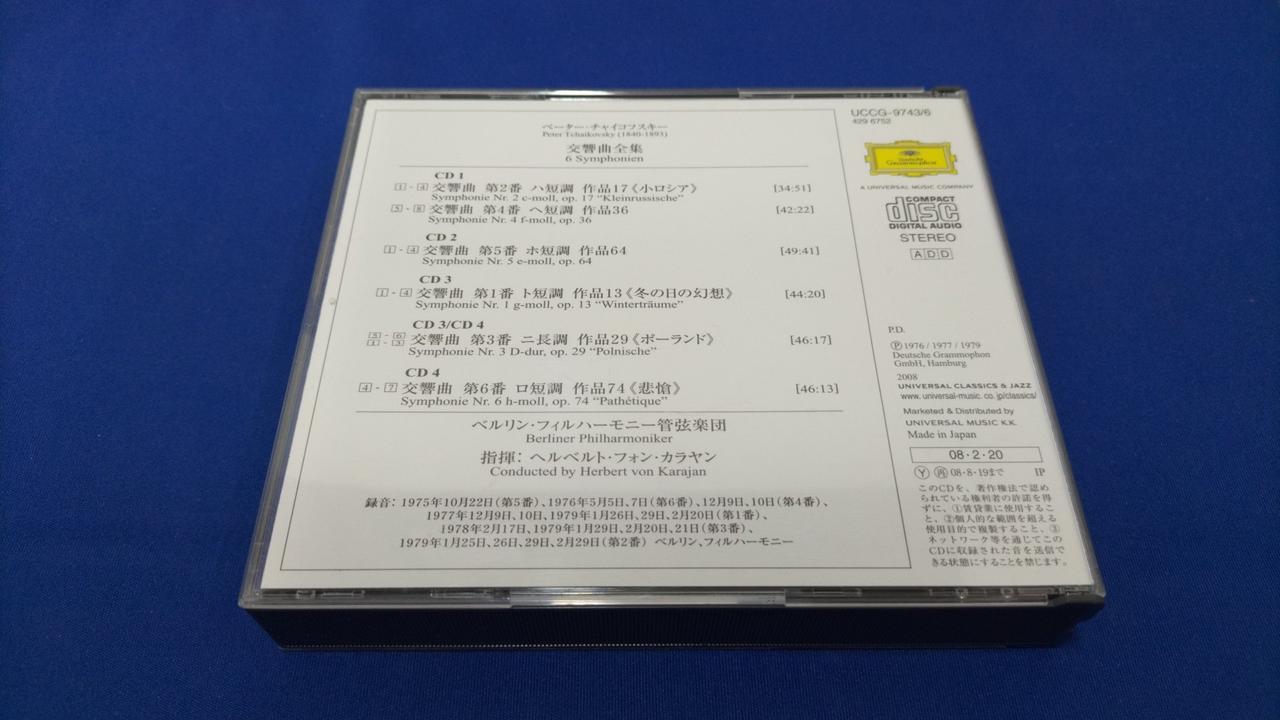 ペーター・チャイコフスキー
Peter Tchaikovsky (1840-1893)
交響曲全集
6 Symphonien
CD 1
1 - 4 交響曲 第2番 ハ短調 作品17《小ロシア》 [34:51]
Symphonie Nr. 2 c-moll, op. 17 “Kleinrussische”
5 - 8 交響曲 第4番 ヘ短調 作品36 [42:22]
Symphonie Nr. 4 f-moll, op. 36
CD 2
1 - 4 交響曲 第5番 ホ短調 作品64 [49:41]
Symphonie Nr. 5 e-moll, op. 64
CD 3
1 - 4 交響曲 第1番 ト短調 作品13《冬の日の幻想》 [44:20]
Symphonie Nr. 1 g-moll, op. 13 “Winterträume”
CD 3/CD 4
5 - 6
1 - 3 交響曲 第3番 ニ長調 作品29《ポーランド》 [46:17]
Symphonie Nr. 3 D-dur, op. 29 “Polnische”
CD 4
4 - 7 交響曲 第6番 ロ短調 作品74《悲愴》 [46:13]
Symphonie Nr. 6 h-moll, op. 74 “Pathétique”
ベルリン・フィルハーモニー管弦楽団
Berliner Philharmoniker
指揮: ヘルベルト・フォン・カラヤン
Conducted by Herbert von Karajan
録音: 1975年10月22日(第5番)、1976年5月5日、7日(第6番)、12月9日、10日(第4番)、
1977年12月9日、10日、1979年1月26日、29日、2月20日(第1番)、
1978年2月17日、1979年1月29日、2月20日、21日(第3番)、
1979年1月25日、26日、29日、2月29日(第2番) ベルリン、フィルハーモニー
UCCG-9743/6
429 6752
Deutsche
Grammophon
A UNIVERSAL MUSIC COMPANY
COMPACT
disc
DIGITAL AUDIO
STEREO
ADD
P.D.
Ⓟ 1976 / 1977 / 1979
Deutsche Grammophon
GmbH, Hamburg
2008
UNIVERSAL CLASSICS & JAZZ
www. universal-music. co. jp/classics/
Marketed & Distributed by
UNIVERSAL MUSIC K.K.
Made in Japan
08・2・20
Ⓨ 再 08・8・19まで IP
このCDを、著作権法で認め
られている権利者の許諾を得
ずに、①賃貸業に使用するこ
と、②個人的な範囲を超える
使用目的で複製すること、③
ネットワーク等を通じてこの
CDに収録された音を送信で
きる状態にすることを禁じます。